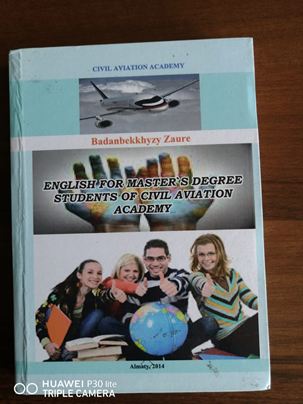 CIVIL AVIATION ACADEMY
Badanbekkhyzy Zaure
ENGLISH FOR MASTER'S DEGREE
STUDENTS OF CIVIL AVIATION
ACADEMY
Almaty, 2014
HUAWEI P30 lite
TRIPLE CAMERA